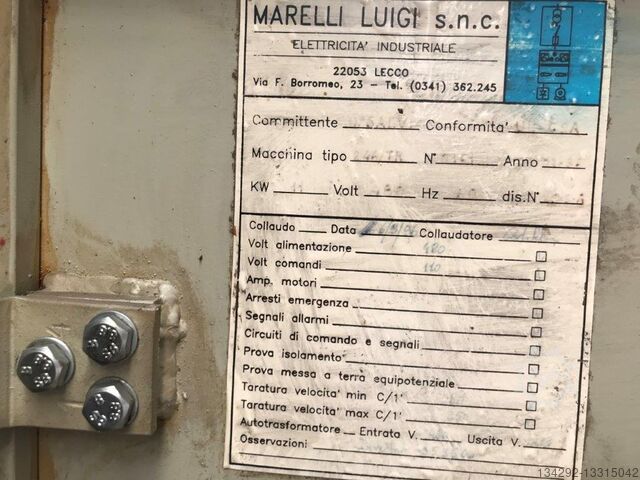 MARELLI LUIGI s.n.c.
ELETTRICITA' INDUSTRIALE
22053 LECCO
Via F. Borromeo, 23 - Tel. (0341) 362.245
Committente Conformita'
Macchina tipo N° Anno
KW 11 Volt Hz dis.N°
Collaudo Data Collaudatore
Volt alimentazione
Volt comandi 110
Amp. motori
Arresti emergenza
Segnali allarmi
Circuiti di comando e segnali
Prova isolamento
Prova messa a terra equipotenziale
Taratura velocita' min C/1'
Taratura velocita' max C/1'
Autotrasformatore Entrata V. Uscita V.
Osservazioni
134292-13315042